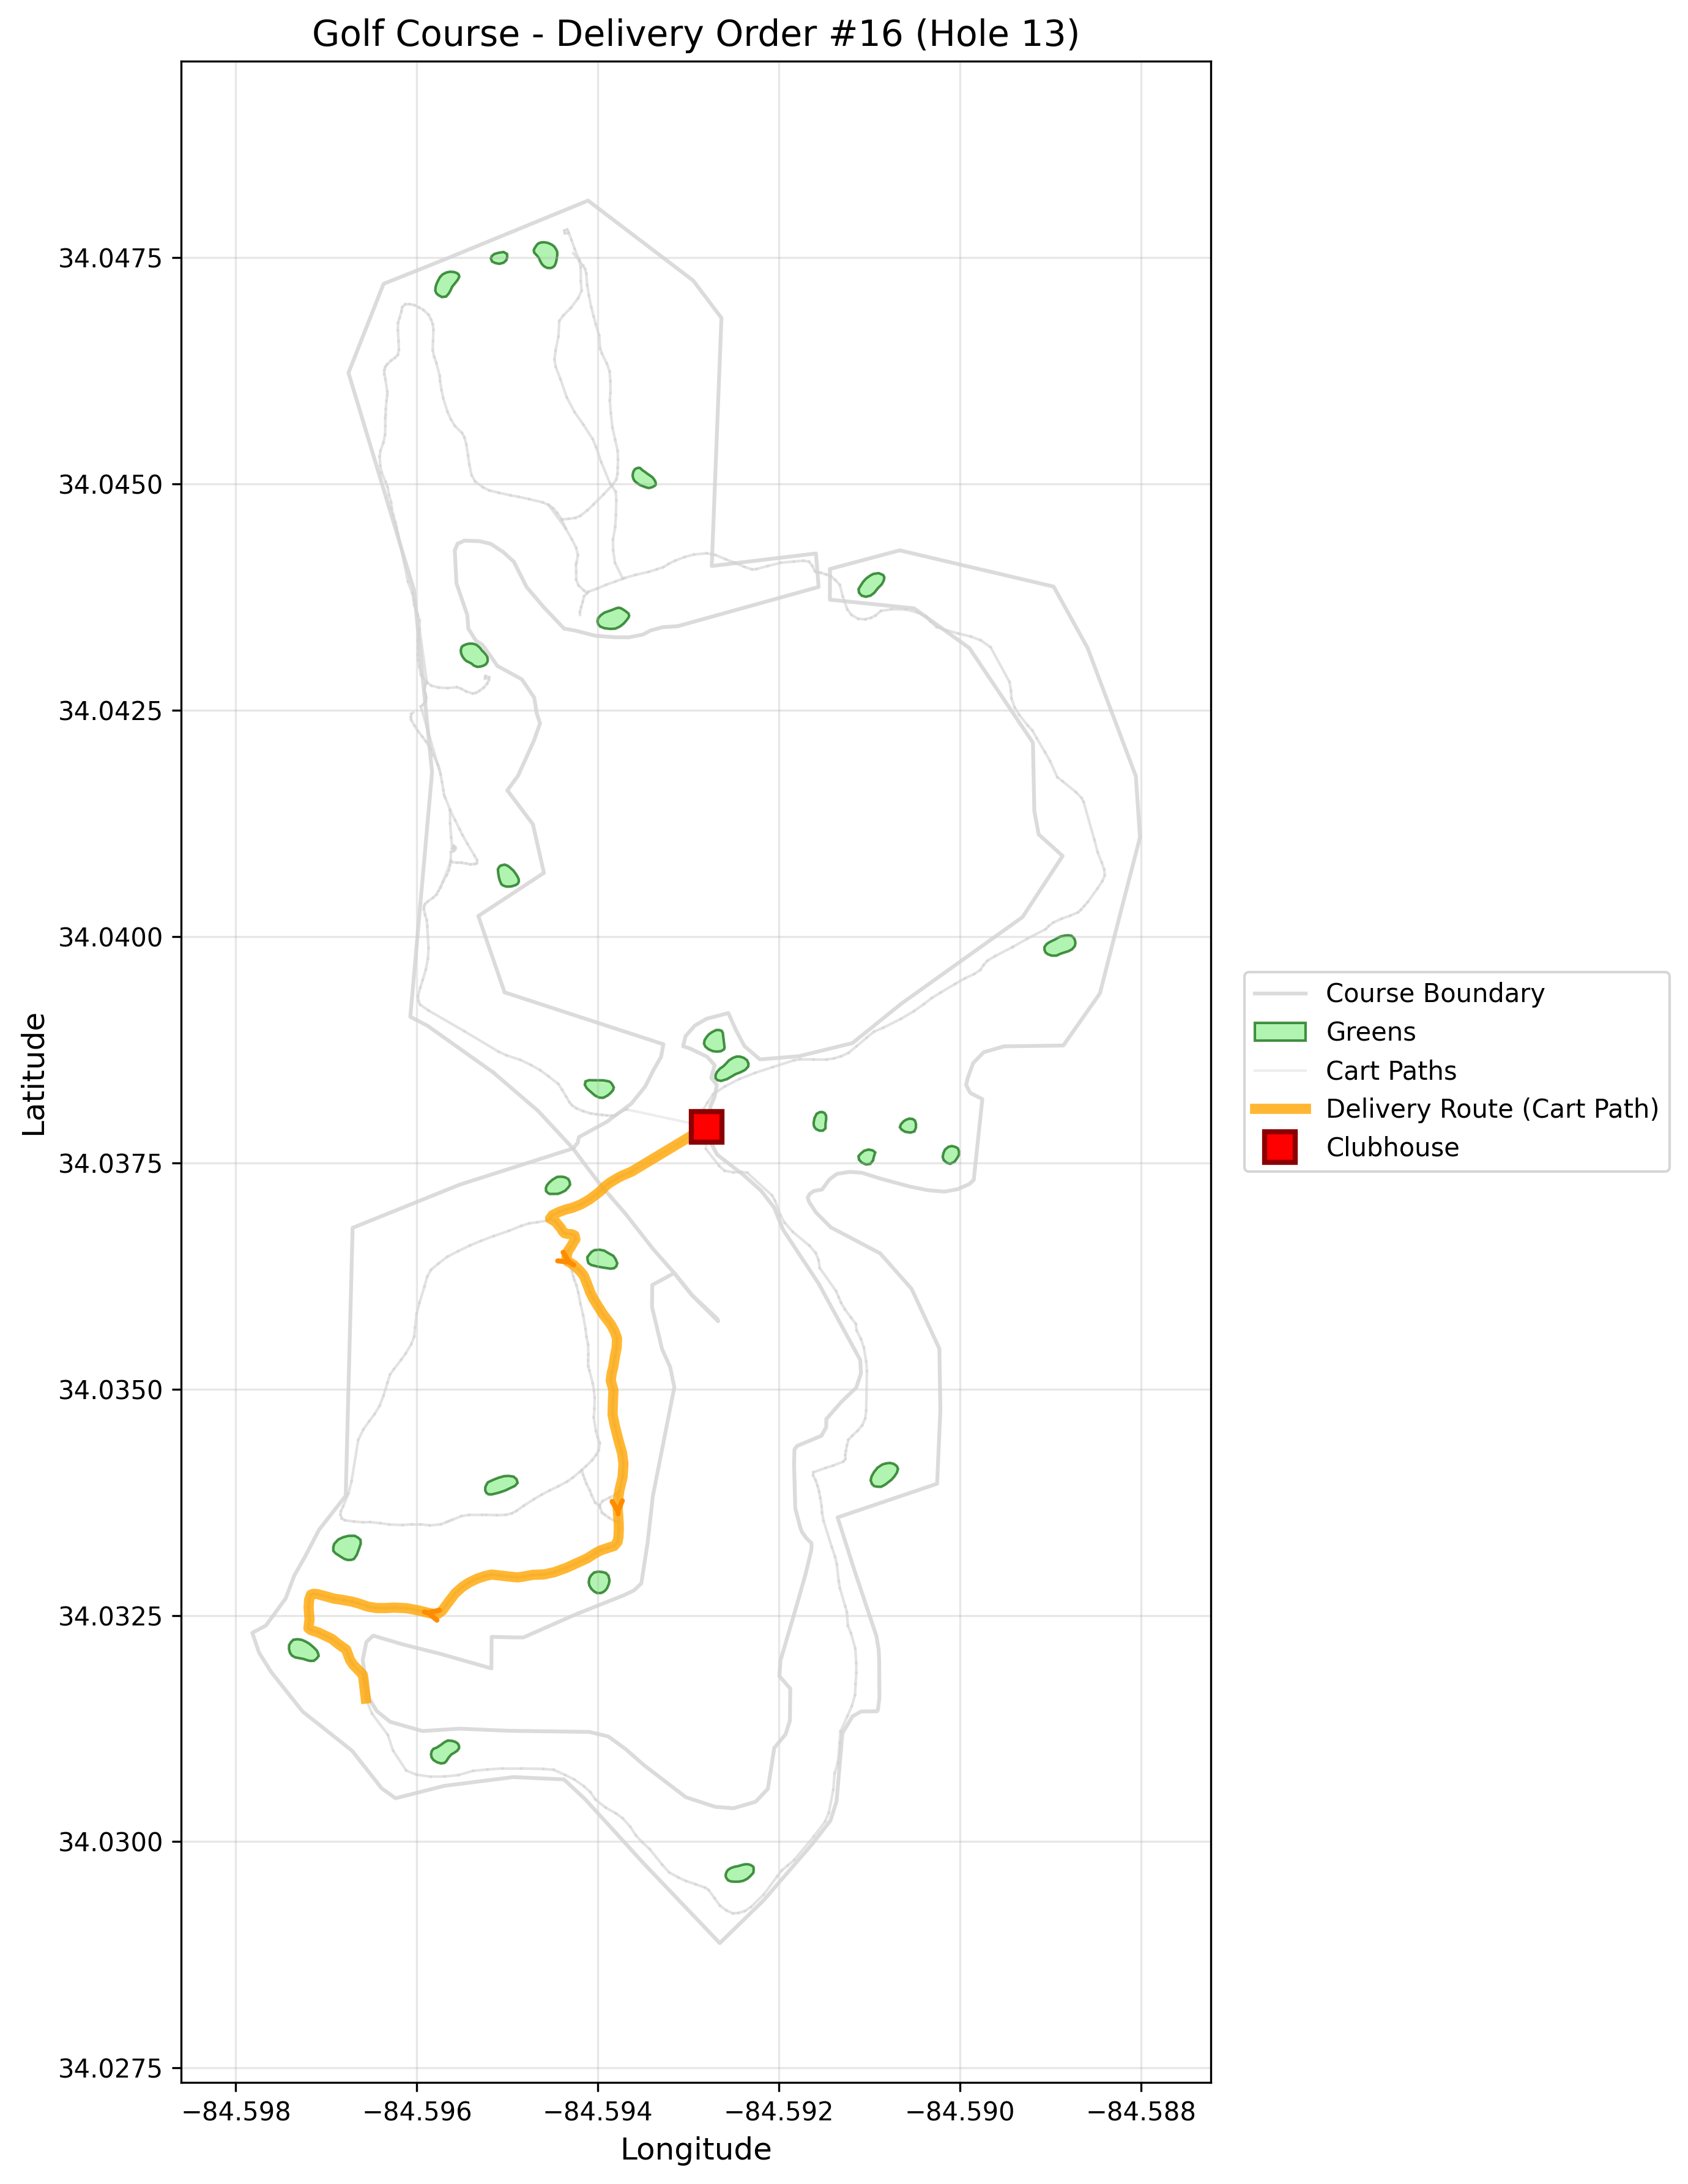 Golf Course - Delivery Order #16 (Hole 13)
Latitude
34.0475
34.0450
34.0425
34.0400
34.0375
34.0350
34.0325
34.0300
34.0275
−84.598
−84.596
−84.594
−84.592
−84.590
−84.588
Longitude
Course Boundary
Greens
Cart Paths
Delivery Route (Cart Path)
Clubhouse